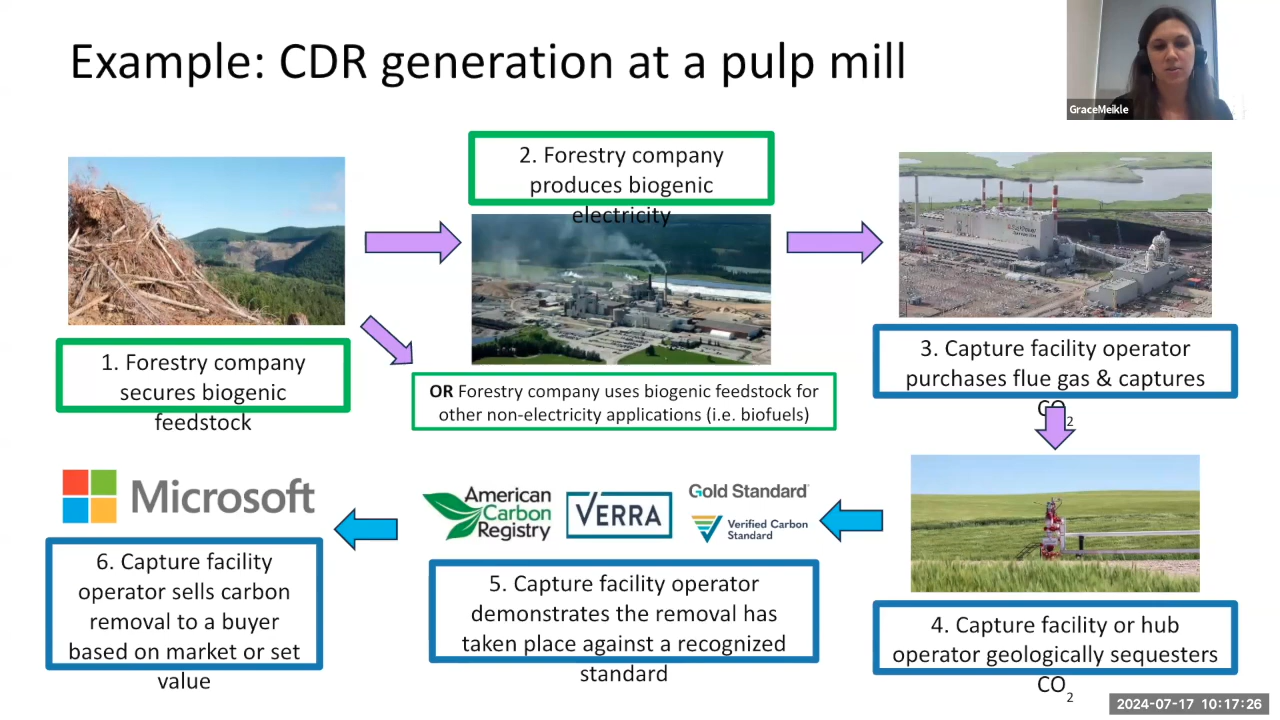 Example: CDR generation at a pulp mill
GraceMeikle
1. Forestry company
secures biogenic
feedstock
2. Forestry company
produces biogenic
electricity
OR Forestry company uses biogenic feedstock for
other non-electricity applications (i.e. biofuels)
3. Capture facility operator
purchases flue gas & captures
CO2
4. Capture facility or hub
operator geologically sequesters
CO2
American
Carbon
Registry
VERRA
Gold Standard
Verified Carbon
Standard
5. Capture facility operator
demonstrates the removal has
taken place against a recognized
standard
Microsoft
6. Capture facility
operator sells carbon
removal to a buyer
based on market or set
value
2024-07-17 10:17:26